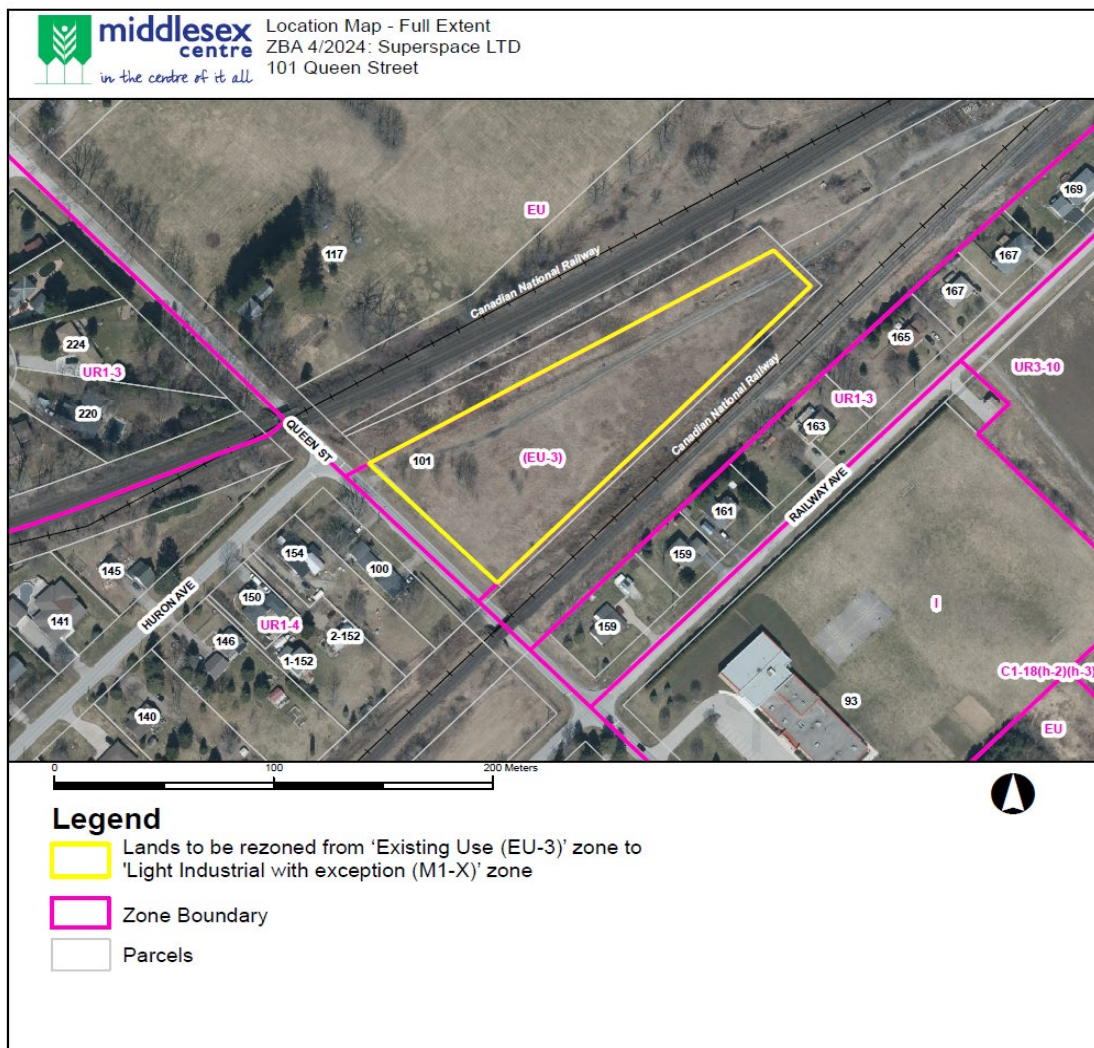 middlesex
centre
in the centre of it all
Location Map - Full Extent
ZBA 4/2024: Superspace LTD
101 Queen Street
EU
169
117
167
Canadian National Railway
167
165
224
UR1-3
UR3-10
220
UR1-3
QUEEN ST
163
Canadian National Railway
101
(EU-3)
RAILWAY AVE
161
154
159
100
145
HURON AVE
150
I
141
UR1-4
159
146
2-152
1-152
C1-18(h-2)(h-3)
93
140
EU
0
100
200 Meters
Legend
Lands to be rezoned from ‘Existing Use (EU-3)’ zone to
'Light Industrial with exception (M1-X)’ zone
Zone Boundary
Parcels